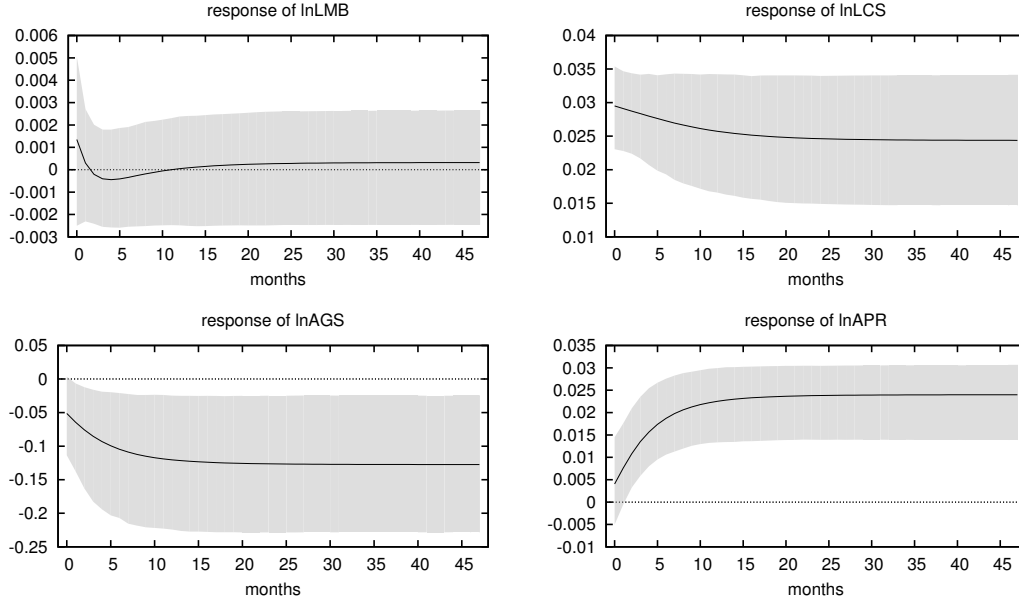 response of lnLMB
0.006
0.005
0.004
0.003
0.002
0.001
0
-0.001
-0.002
-0.003
0 5 10 15 20 25 30 35 40 45
months
response of lnLCS
0.04
0.035
0.03
0.025
0.02
0.015
0.01
0 5 10 15 20 25 30 35 40 45
months
response of lnAGS
0.05
0
-0.05
-0.1
-0.15
-0.2
-0.25
0 5 10 15 20 25 30 35 40 45
months
response of lnAPR
0.035
0.03
0.025
0.02
0.015
0.01
0.005
0
-0.005
-0.01
0 5 10 15 20 25 30 35 40 45
months